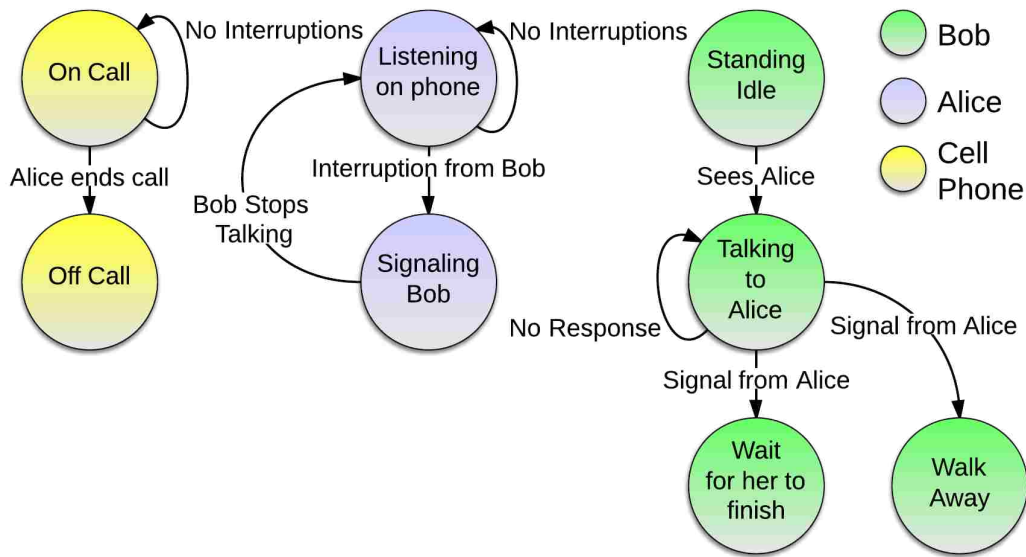 No Interruptions
On Call
Alice ends call
Off Call
No Interruptions
Listening
on phone
Interruption from Bob
Bob Stops
Talking
Signaling
Bob
Standing
Idle
Sees Alice
Talking
to
Alice
No Response
Signal from Alice
Signal from Alice
Wait
for her to
finish
Walk
Away
Bob
Alice
Cell
Phone